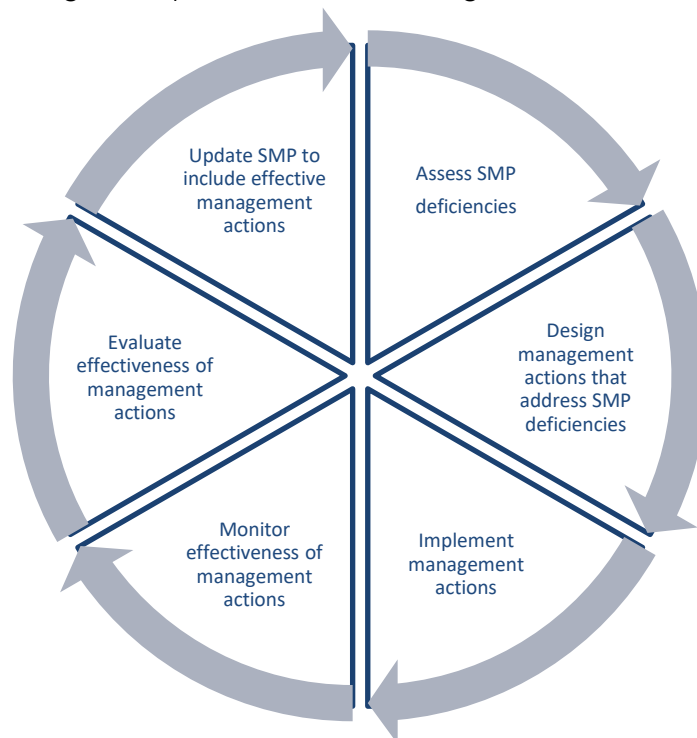 Update SMP to
include effective
management
actions
Assess SMP
deficiencies
Design
management
actions that
address SMP
deficiencies
Implement
management
actions
Monitor
effectiveness of
management
actions
Evaluate
effectiveness of
management
actions